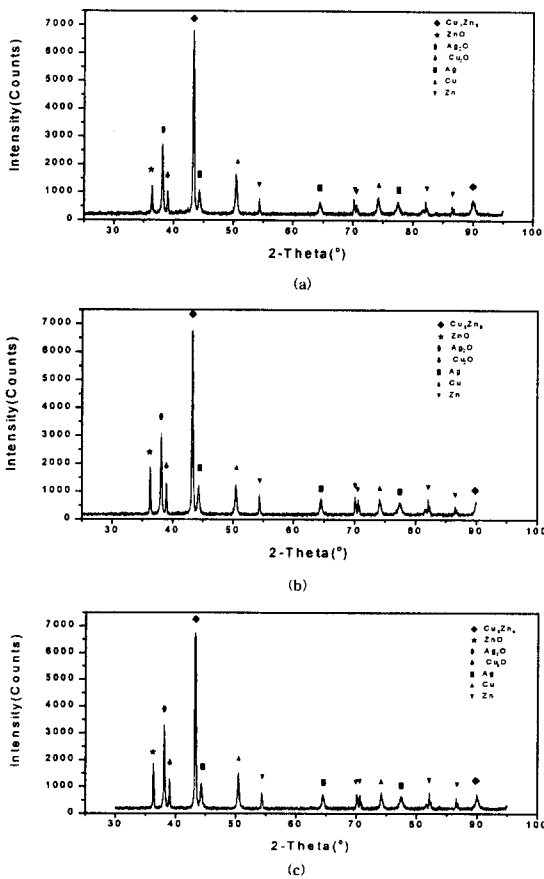 7000
6000
5000
4000
3000
2000
1000
0
Intensity(Counts)
Cu5Zn8
ZnO
Ag2O
Cu2O
Ag
Cu
Zn
30 40 50 60 70 80 90 100
2-Theta(°)
(a)
7000
6000
5000
4000
3000
2000
1000
0
Intensity(Counts)
Cu5Zn8
ZnO
Ag2O
Cu2O
Ag
Cu
Zn
30 40 50 60 70 80 90 100
2-Theta(°)
(b)
7000
6000
5000
4000
3000
2000
1000
0
Intensity(Counts)
ZnO
Ag2O
Cu2O
Ag
Cu
Zn
30 40 50 60 70 80 90 100
2-Theta(°)
(c)